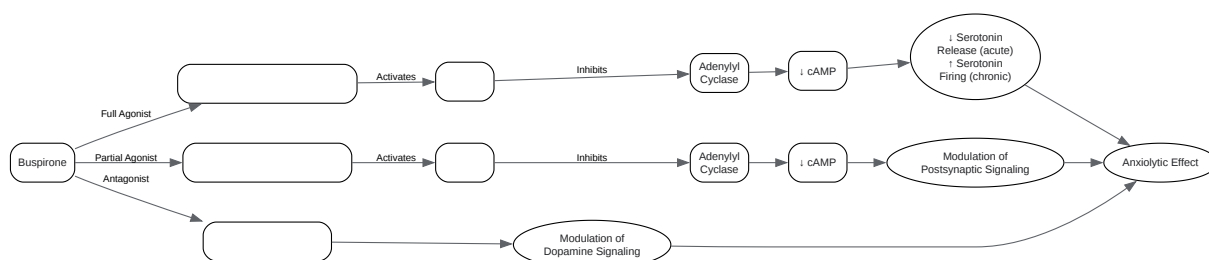 ↓ Serotonin
Release (acute)
↑ Serotonin
Firing (chronic)
Activates
Inhibits
Adenylyl
Cyclase
↓ cAMP
Full Agonist
Buspirone
Partial Agonist
Activates
Inhibits
Adenylyl
Cyclase
↓ cAMP
Modulation of
Postsynaptic Signaling
Anxiolytic Effect
Antagonist
Modulation of
Dopamine Signaling